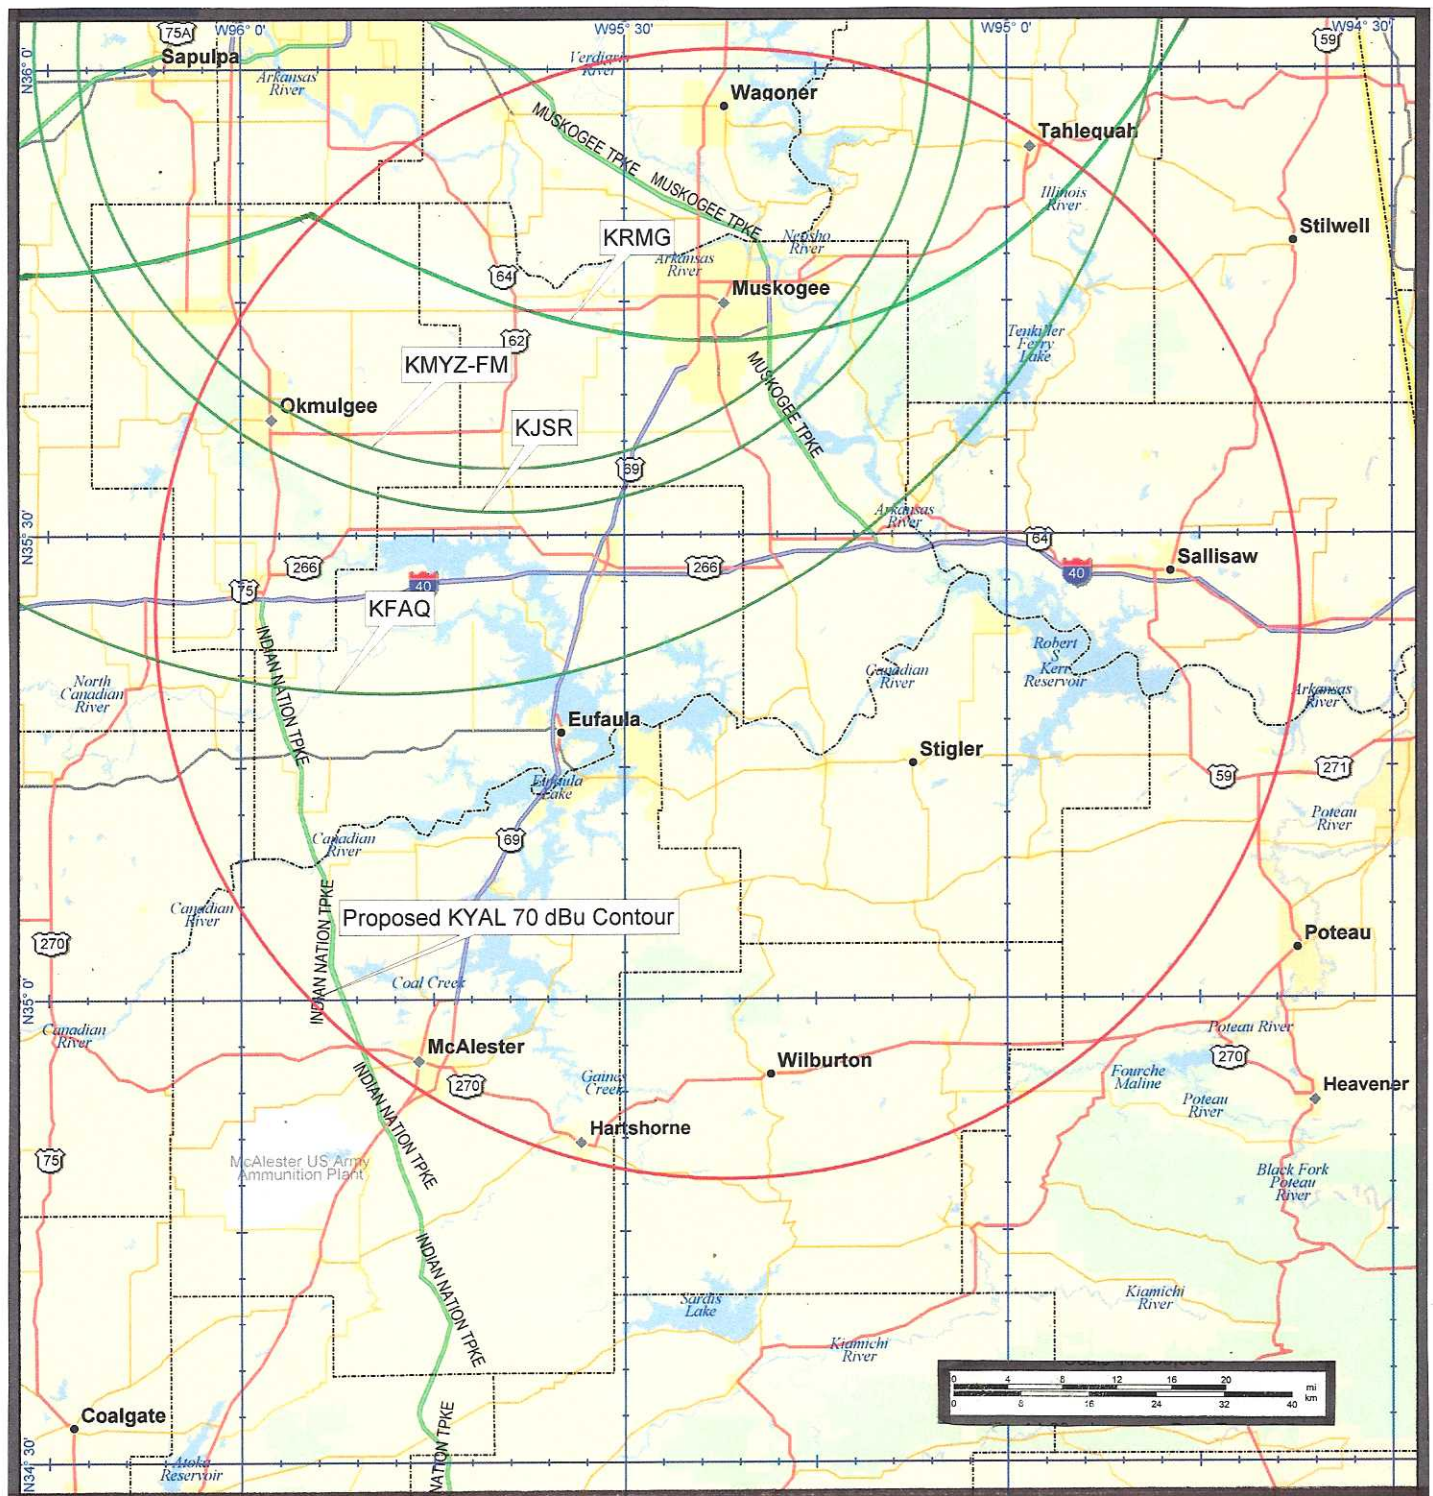 W96° 0'
W95° 30'
W95° 0'
W94° 30'
75A
59
N36° 0'
Sapulpa
Verdigris
River
Arkansas
River
Wagoner
MUSKOGEE TPKE
Tahlequah
MUSKOGEE TPKE
Illinois
River
Stilwell
KRMG
Neosho
River
Arkansas
River
64
Muskogee
62
Tenkiller
Ferry
Lake
KMYZ-FM
MUSKOGEE TPKE
Okmulgee
KJSR
69
Arkansas
River
N35° 30'
64
Sallisaw
266
266
40
40
75
KFAQ
INDIAN NATION TPKE
Robert
S
Kerr
Reservoir
Canadian
River
North
Canadian
River
Arkansas
River
Eufaula
Stigler
59
271
Eufaula
Lake
Poteau
River
Canadian
River
69
Canadian
River
INDIAN NATION TPKE
Proposed KYAL 70 dBu Contour
Poteau
270
Coal Creek
N35° 0'
Canadian
River
Poteau River
McAlester
Wilburton
270
270
Gaines
Creek
Fourche
Maline
Heavener
INDIAN NATION TPKE
Poteau
River
Hartshorne
75
McAlester US Army
Ammunition Plant
Black Fork
Poteau
River
INDIAN NATION TPKE
Sardis
Lake
Kiamichi
River
Kiamichi
River
0 4 8 12 16 20 mi
0 8 16 24 32 40 km
Coalgate
NATION TPKE
Atoka
Reservoir
N34° 30'